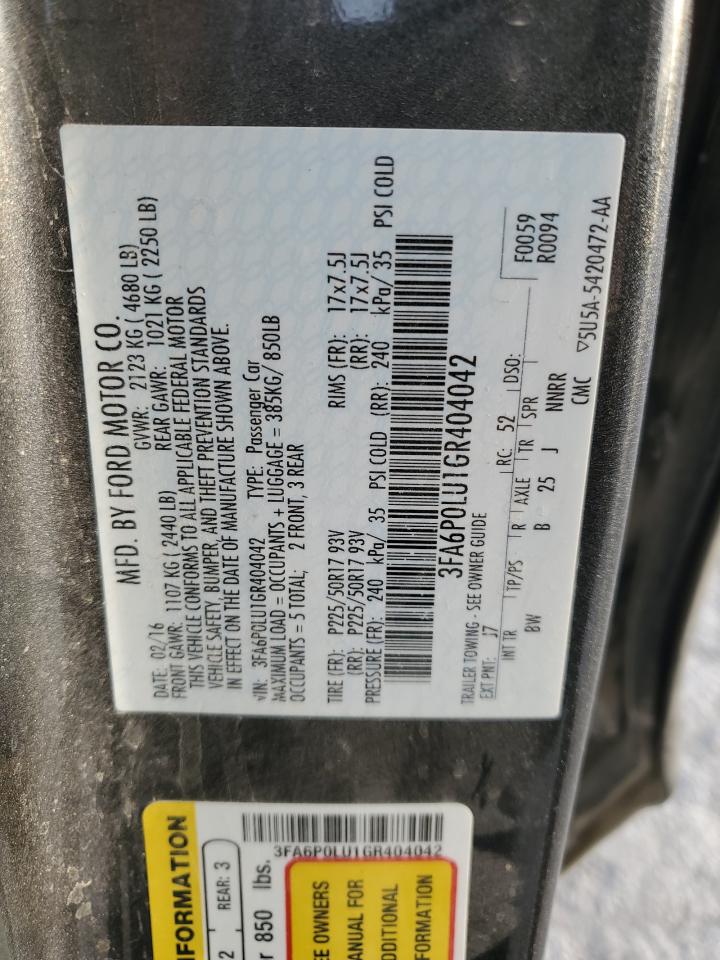 MFD. BY FORD MOTOR CO.
DATE: 02/16 GVWR: 2123 KG ( 4680 LB)
FRONT GAWR: 1107 KG ( 2440 LB) REAR GAWR: 1021 KG ( 2250 LB)
THIS VEHICLE CONFORMS TO ALL APPLICABLE FEDERAL MOTOR
VEHICLE SAFETY, BUMPER, AND THEFT PREVENTION STANDARDS
IN EFFECT ON THE DATE OF MANUFACTURE SHOWN ABOVE.
VIN: 3FA6P0LU1GR404042 TYPE: Passenger Car
MAXIMUM LOAD = OCCUPANTS + LUGGAGE = 385KG/ 850LB
OCCUPANTS = 5 TOTAL; 2 FRONT, 3 REAR
TIRE (FR): P225/50R17 93V RIMS (FR): 17x7.5J
(RR): P225/50R17 93V (RR): 17x7.5J
PRESSURE (FR): 240 kPa/ 35 PSI COLD (RR): 240 kPa/ 35 PSI COLD
3FA6P0LU1GR404042
TRAILER TOWING - SEE OWNER GUIDE
EXT PNT: J7 RC: 52 DSO: F0059
R0094
INT TR TP/PS R AXLE TR SPR
BW B 25 J NNRR
CMC
▽5U5A-5420472-AA
3FA6P0LU1GR404042
NFORMATION
2 REAR: 3
r 850 lbs.
EE OWNERS
ANUAL FOR
DDITIONAL
FORMATION